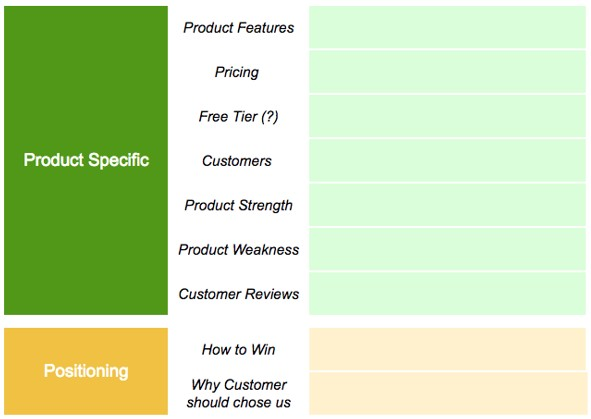 Product Specific
Product Features
Pricing
Free Tier (?)
Customers
Product Strength
Product Weakness
Customer Reviews
Positioning
How to Win
Why Customer
should chose us